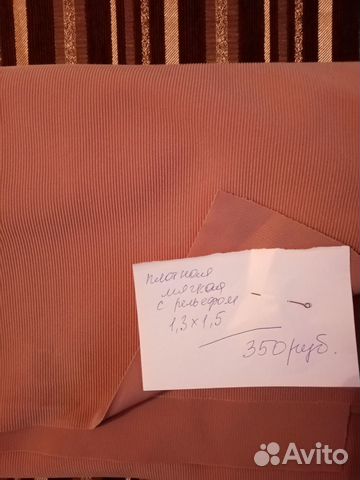 плотная
мягкая
с рельефом
1,3 х 1,5
350 руб.
Avito